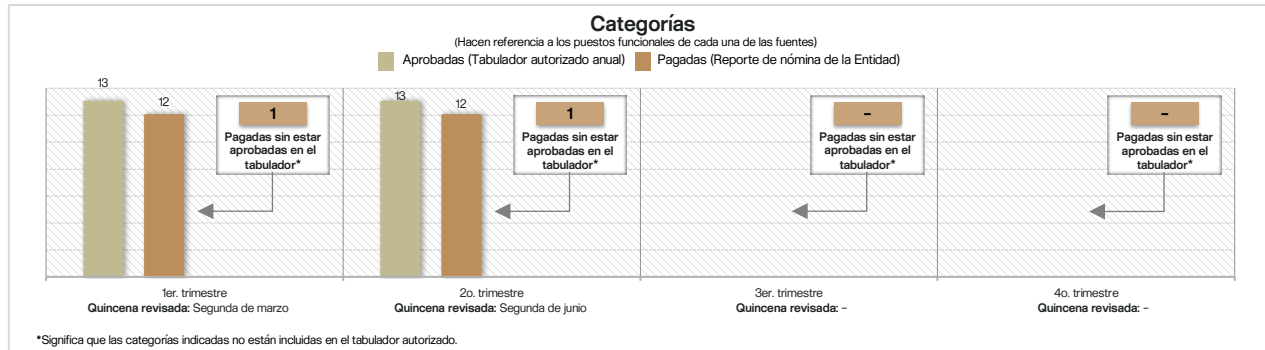 Categorías
(Hacen referencia a los puestos funcionales de cada una de las fuentes)
Aprobadas (Tabulador autorizado anual) Pagadas (Reporte de nómina de la Entidad)
13
12
1
Pagadas sin estar
aprobadas en el
tabulador*
13
12
1
Pagadas sin estar
aprobadas en el
tabulador*
-
Pagadas sin estar
aprobadas en el
tabulador*
-
Pagadas sin estar
aprobadas en el
tabulador*
1er. trimestre
Quincena revisada: Segunda de marzo
2o. trimestre
Quincena revisada: Segunda de junio
3er. trimestre
Quincena revisada: -
4o. trimestre
Quincena revisada: -
*Significa que las categorías indicadas no están incluidas en el tabulador autorizado.